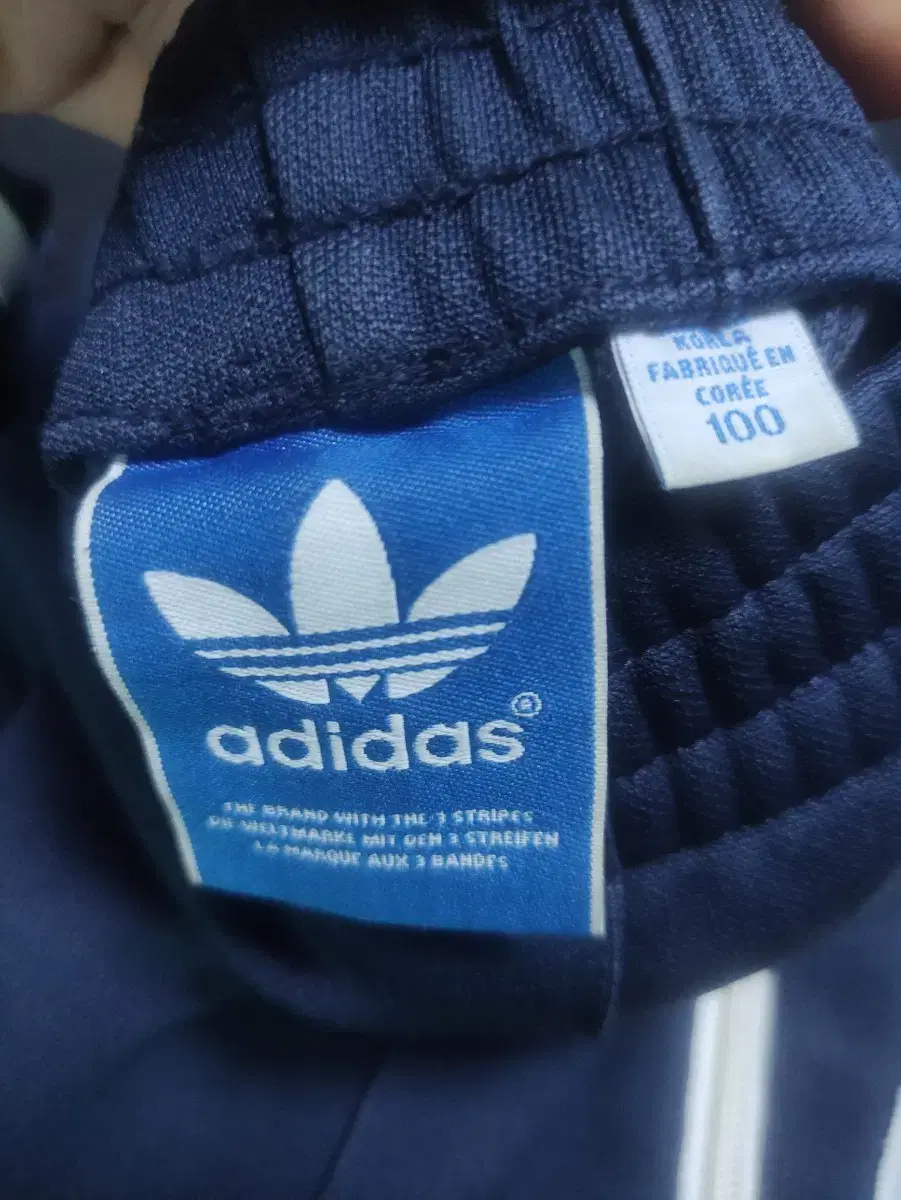 KOREA
FABRIQUÉ EN
CORÉE
100
adidas®
THE BRAND WITH THE 3 STRIPES
DIE WELTMARKE MIT DEN 3 STREIFEN
LA MARQUE AUX 3 BANDES